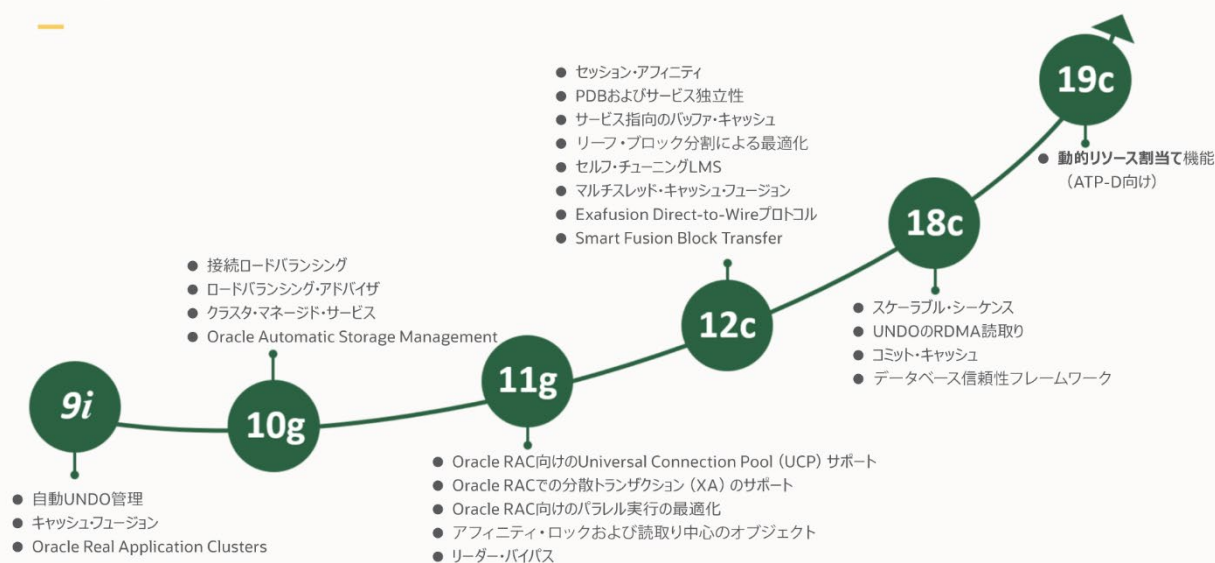 9i
自動UNDO管理
キャッシュ・フュージョン
Oracle Real Application Clusters
10g
接続ロードバランシング
ロードバランシング・アドバイザ
クラスタ・マネージド・サービス
Oracle Automatic Storage Management
11g
Oracle RAC向けのUniversal Connection Pool（UCP）サポート
Oracle RACでの分散トランザクション（XA）のサポート
Oracle RAC向けのパラレル実行の最適化
アフィニティ・ロックおよび読取り中心のオブジェクト
リーダー・バイパス
12c
セッション・アフィニティ
PDBおよびサービス独立性
サービス指向のバッファ・キャッシュ
リーフ・ブロック分割による最適化
セルフ・チューニングLMS
マルチスレッド・キャッシュ・フュージョン
Exafusion Direct-to-Wireプロトコル
Smart Fusion Block Transfer
18c
スケーラブル・シーケンス
UNDOのRDMA読取り
コミット・キャッシュ
データベース信頼性フレームワーク
19c
動的リソース割当て機能
（ATP-D向け）